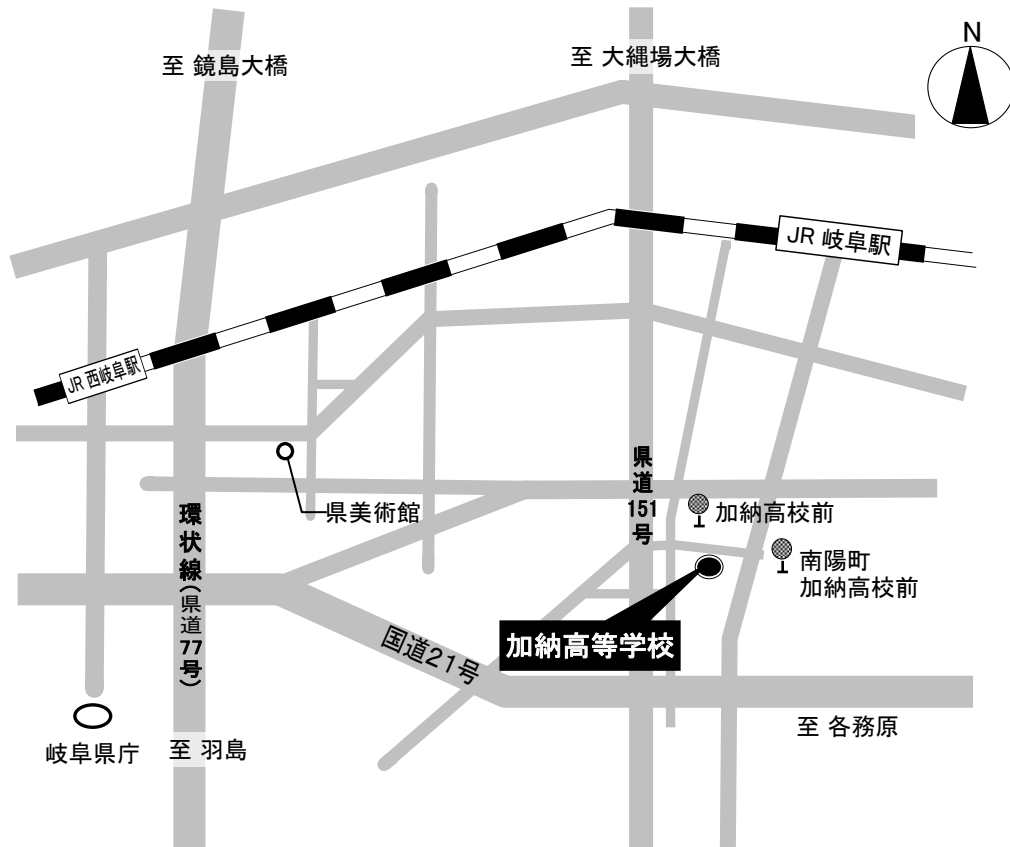 N
至 鏡島大橋
至 大縄場大橋
JR 岐阜駅
JR 西岐阜駅
県道151号
県美術館
加納高校前
環状線(県道77号)
南陽町
加納高校前
加納高等学校
国道21号
至 各務原
岐阜県庁
至 羽島